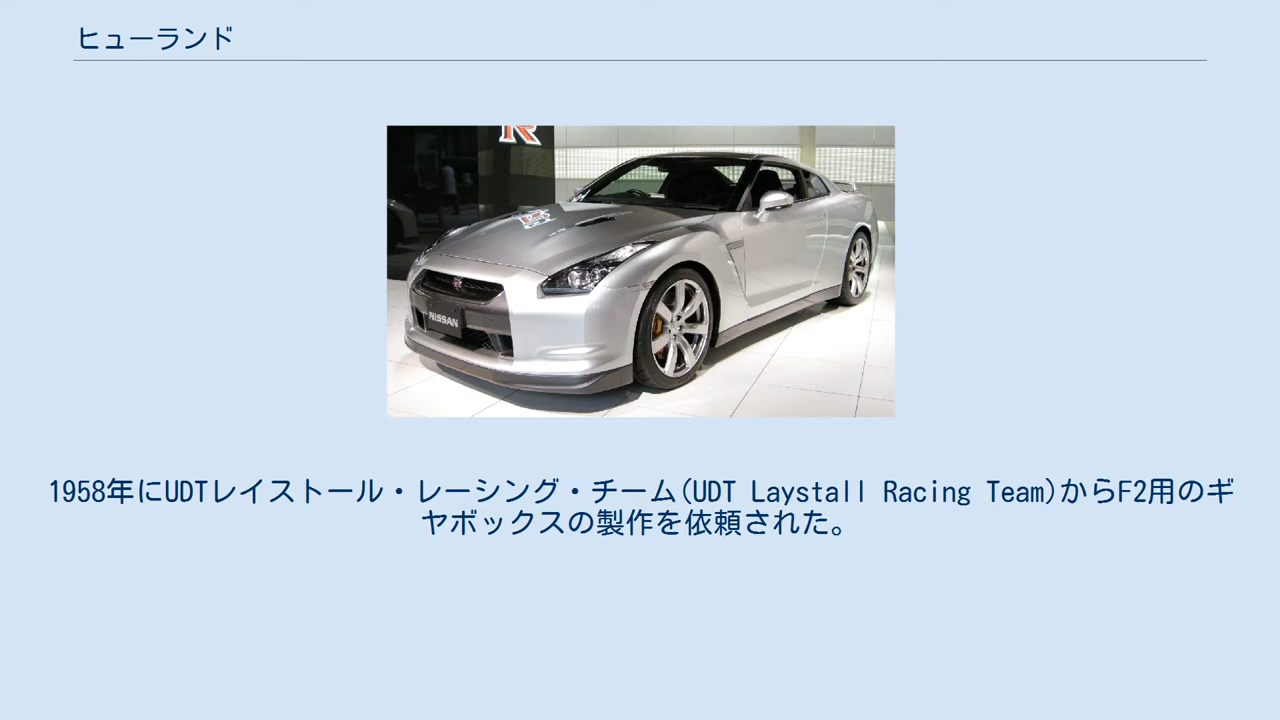 ヒューランド
R
NISSAN
1958年にUDTレイストール・レーシング・チーム(UDT Laystall Racing Team)からF2用のギ
ヤボックスの製作を依頼された。